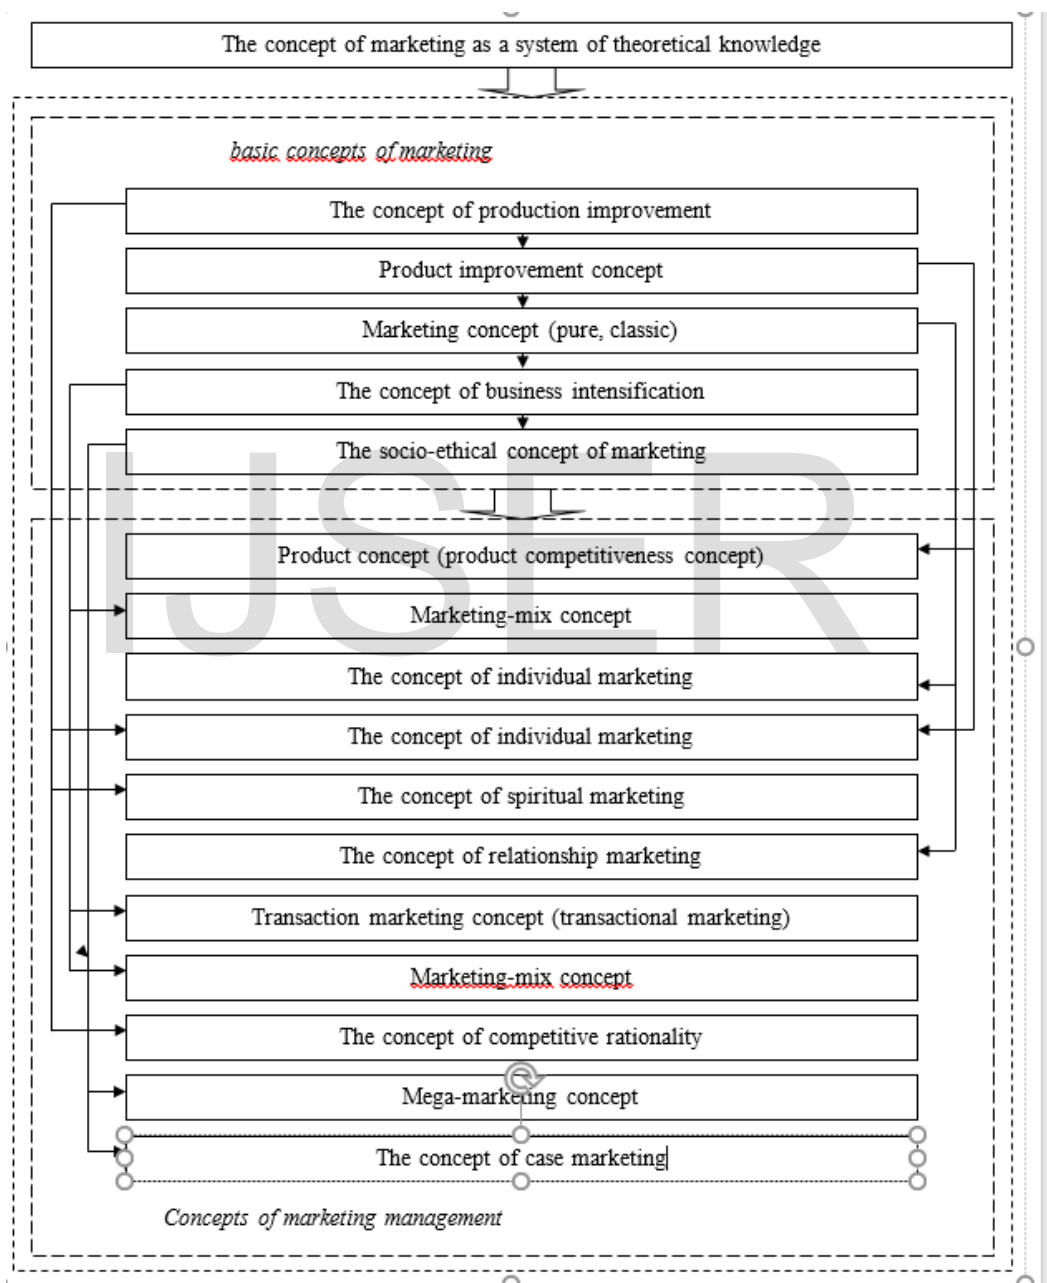 The concept of marketing as a system of theoretical knowledge
basic concepts of marketing
The concept of production improvement
Product improvement concept
Marketing concept (pure, classic)
The concept of business intensification
The socio-ethical concept of marketing
IJSER
Product concept (product competitiveness concept)
Marketing-mix concept
The concept of individual marketing
The concept of individual marketing
The concept of spiritual marketing
The concept of relationship marketing
Transaction marketing concept (transactional marketing)
Marketing-mix concept
The concept of competitive rationality
Mega-marketing concept
The concept of case marketing
Concepts of marketing management